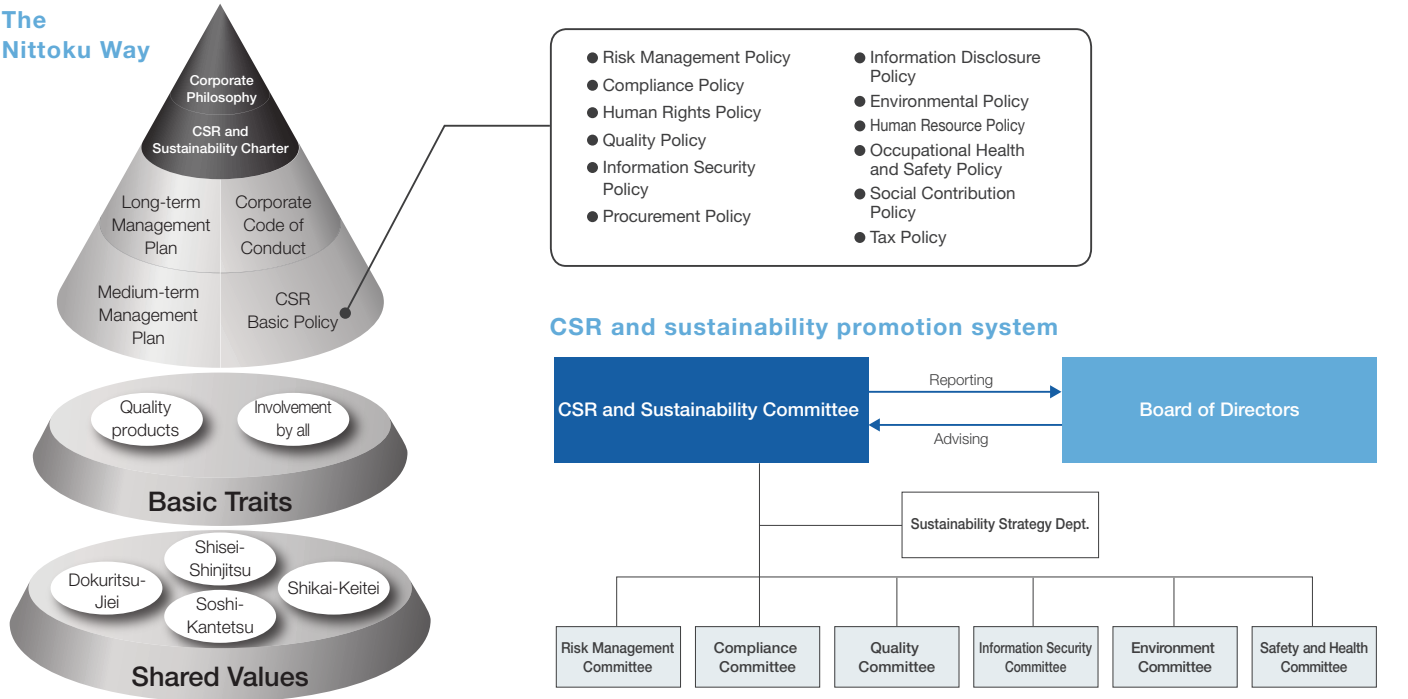 The
Nittoku Way
Corporate
Philosophy
CSR and
Sustainability Charter
Long-term
Management
Plan
Corporate
Code of
Conduct
Medium-term
Management
Plan
CSR
Basic Policy
Quality
products
Involvement
by all
Basic Traits
Shisei-
Shinjitsu
Dokuritsu-
Jiei
Shikai-Keitei
Soshi-
Kantetsu
Shared Values
● Risk Management Policy
● Compliance Policy
● Human Rights Policy
● Quality Policy
● Information Security
Policy
● Procurement Policy
● Information Disclosure
Policy
● Environmental Policy
● Human Resource Policy
● Occupational Health
and Safety Policy
● Social Contribution
Policy
● Tax Policy
CSR and sustainability promotion system
CSR and Sustainability Committee
Reporting
Advising
Board of Directors
Sustainability Strategy Dept.
Risk Management
Committee
Compliance
Committee
Quality
Committee
Information Security
Committee
Environment
Committee
Safety and Health
Committee